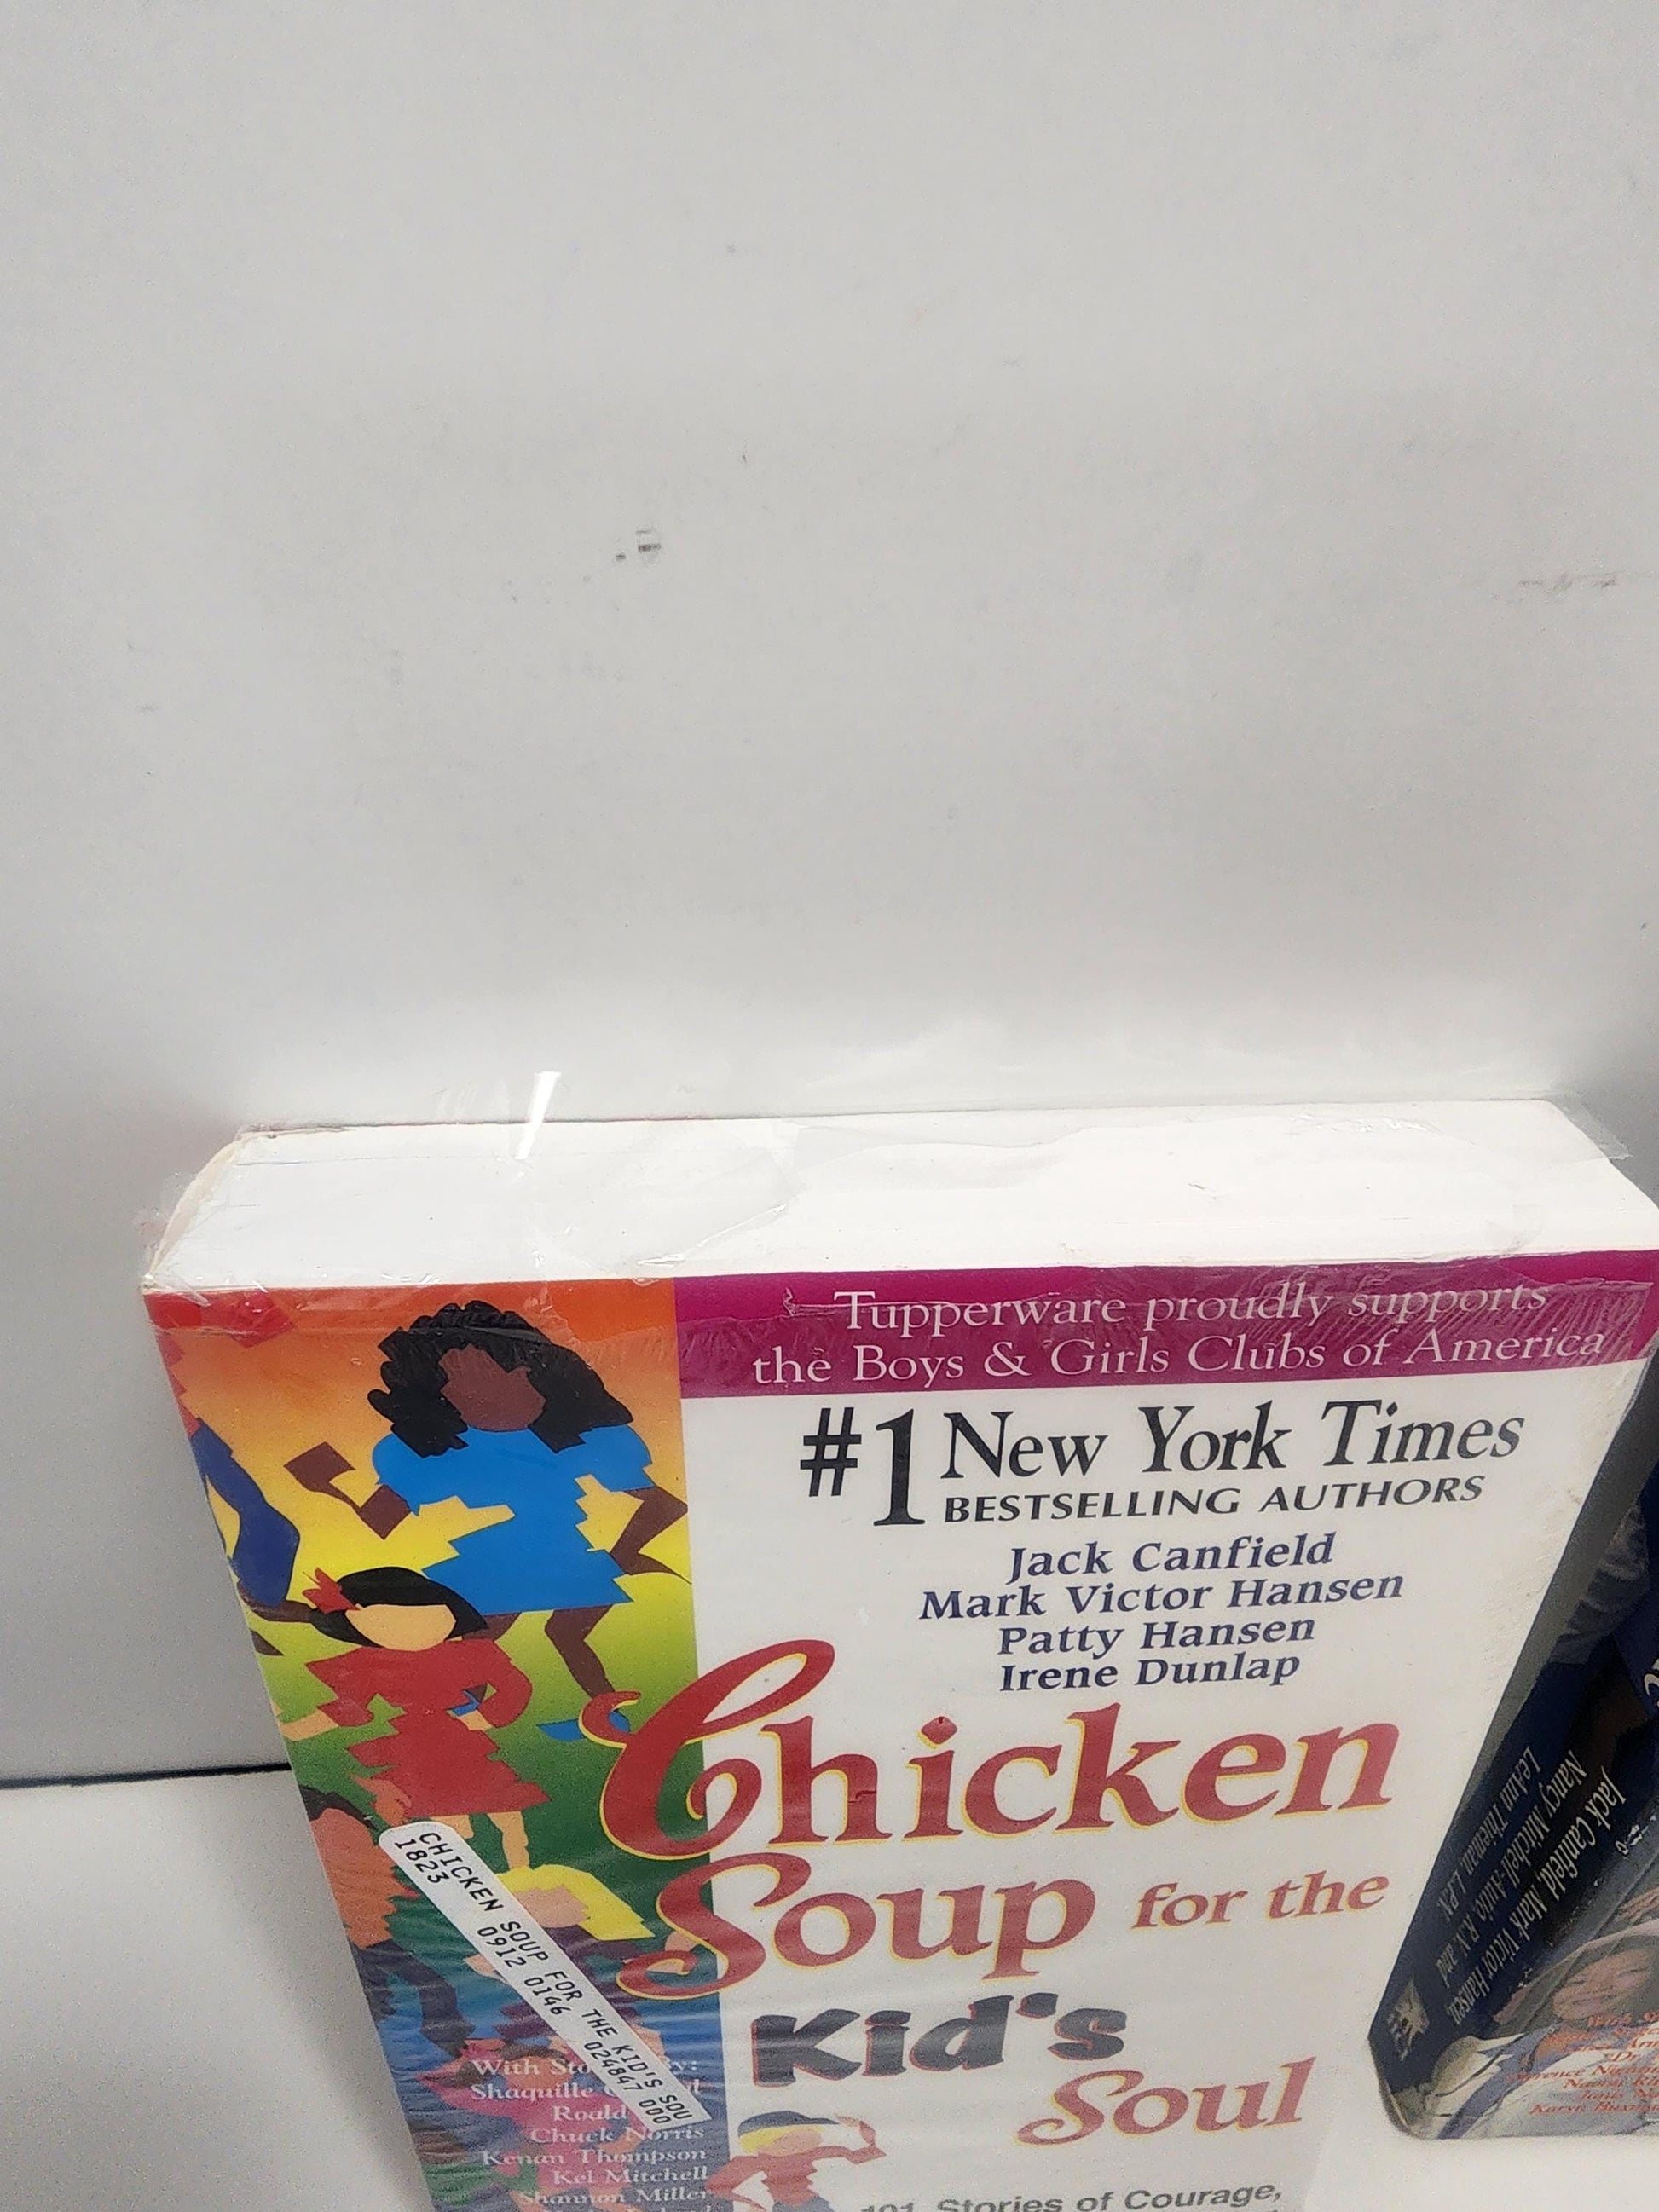 Tupperware proudly supports
the Boys & Girls Clubs of America
#1 New York Times
BESTSELLING AUTHORS
Jack Canfield
Mark Victor Hansen
Patty Hansen
Irene Dunlap
Chicken
Soup for the
Kid's
Soul
101 Stories of Courage,
CHICKEN SOUP FOR THE KID'S SOU
1823 0912 0146 024847 000
With
Shaquille
Roald
Chuck Norris
Kenan Thompson
Kel Mitchell
Shannon Miller
Jack Canfield, Mark Victor Hansen,
Nancy Mitchell-Autio, R.N. and
LeAnn Thieman, L.P.N.